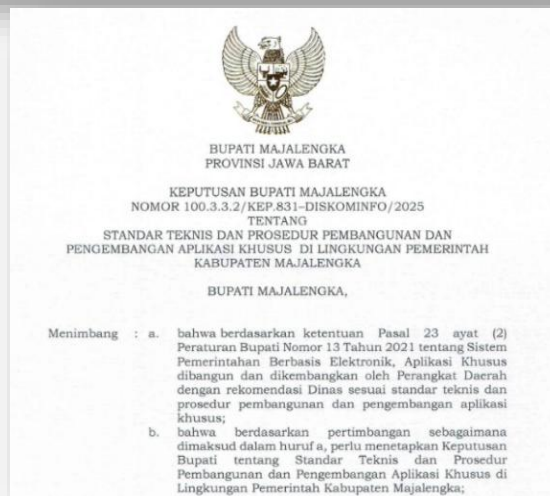 BUPATI MAJALENGKA
PROVINSI JAWA BARAT
KEPUTUSAN BUPATI MAJALENGKA
NOMOR 100.3.3.2/KEP.831–DISKOMINFO/2025
TENTANG
STANDAR TEKNIS DAN PROSEDUR PEMBANGUNAN DAN
PENGEMBANGAN APLIKASI KHUSUS DI LINGKUNGAN PEMERINTAH
KABUPATEN MAJALENGKA
BUPATI MAJALENGKA,
Menimbang : a. bahwa berdasarkan ketentuan Pasal 23 ayat (2)
Peraturan Bupati Nomor 13 Tahun 2021 tentang Sistem
Pemerintahan Berbasis Elektronik, Aplikasi Khusus
dibangun dan dikembangkan oleh Perangkat Daerah
dengan rekomendasi Dinas sesuai standar teknis dan
prosedur pembangunan dan pengembangan aplikasi
khusus;
b. bahwa berdasarkan pertimbangan sebagaimana
dimaksud dalam huruf a, perlu menetapkan Keputusan
Bupati tentang Standar Teknis dan Prosedur
Pembangunan dan Pengembangan Aplikasi Khusus di
Lingkungan Pemerintah Kabupaten Majalengka;